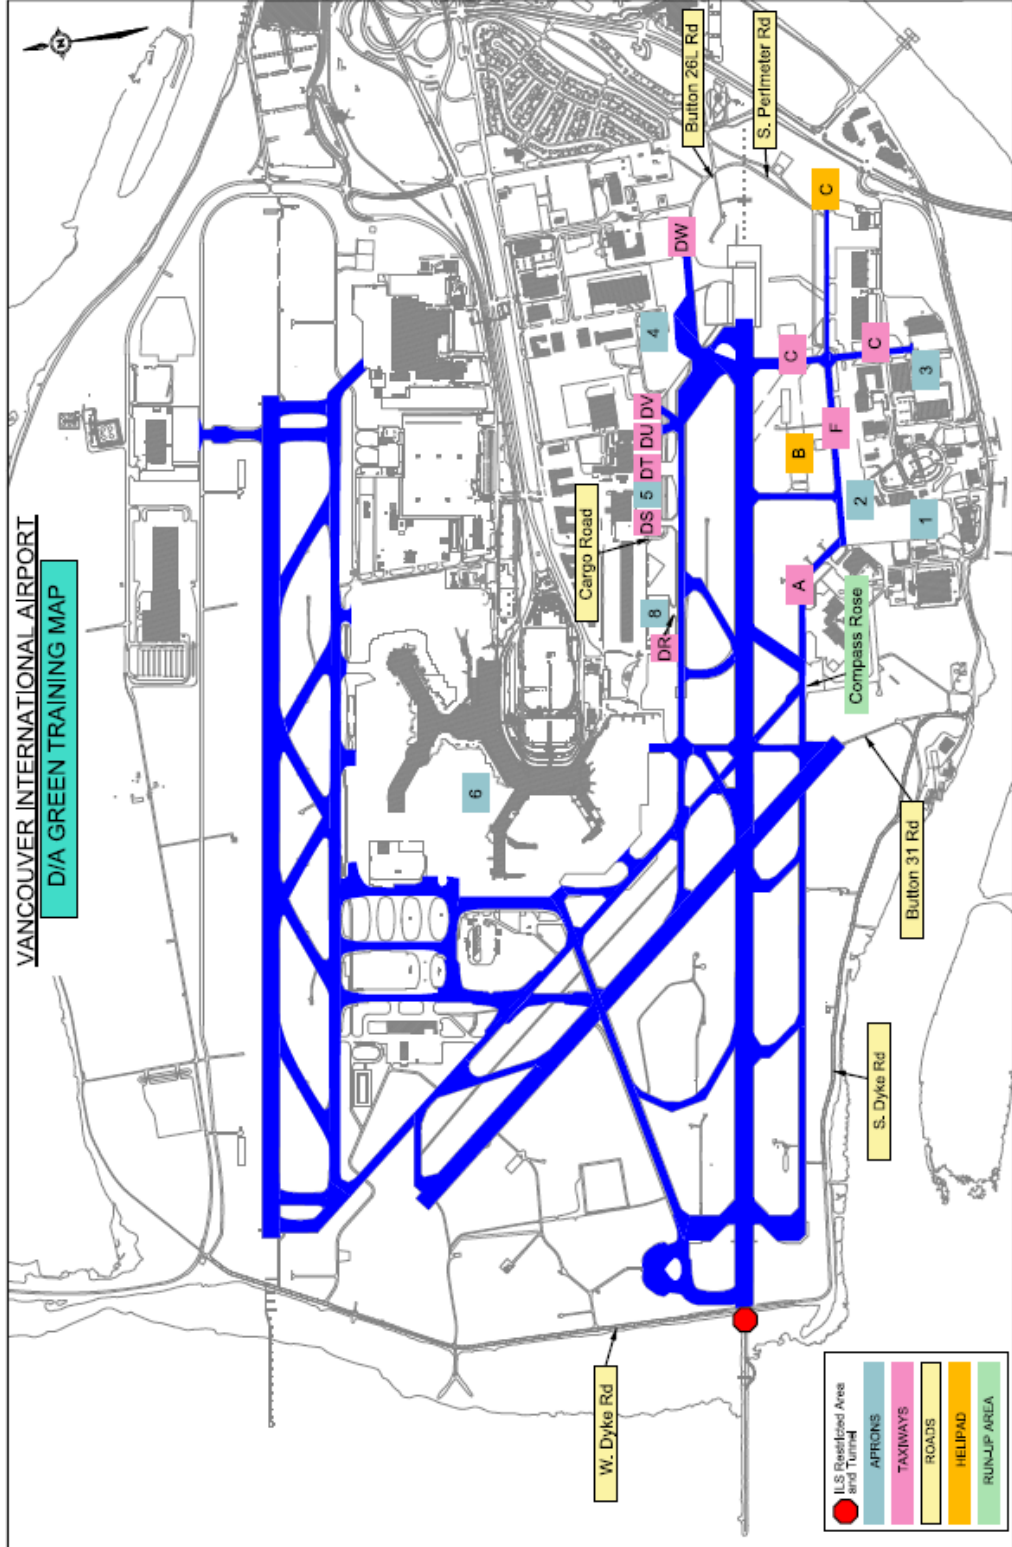 VANCOUVER INTERNATIONAL AIRPORT
D/A GREEN TRAINING MAP
N
W. Dyke Rd
S. Dyke Rd
Button 31 Rd
Cargo Road
Button 26L Rd
S. Perimeter Rd
6
DR
8
DS
5
DT
DU
DV
4
DW
Compass Rose
A
B
C
C
C
F
2
1
3
ILS Restricted Area
and Tunnel
APRONS
TAXIWAYS
ROADS
HELIPAD
RUN-UP AREA